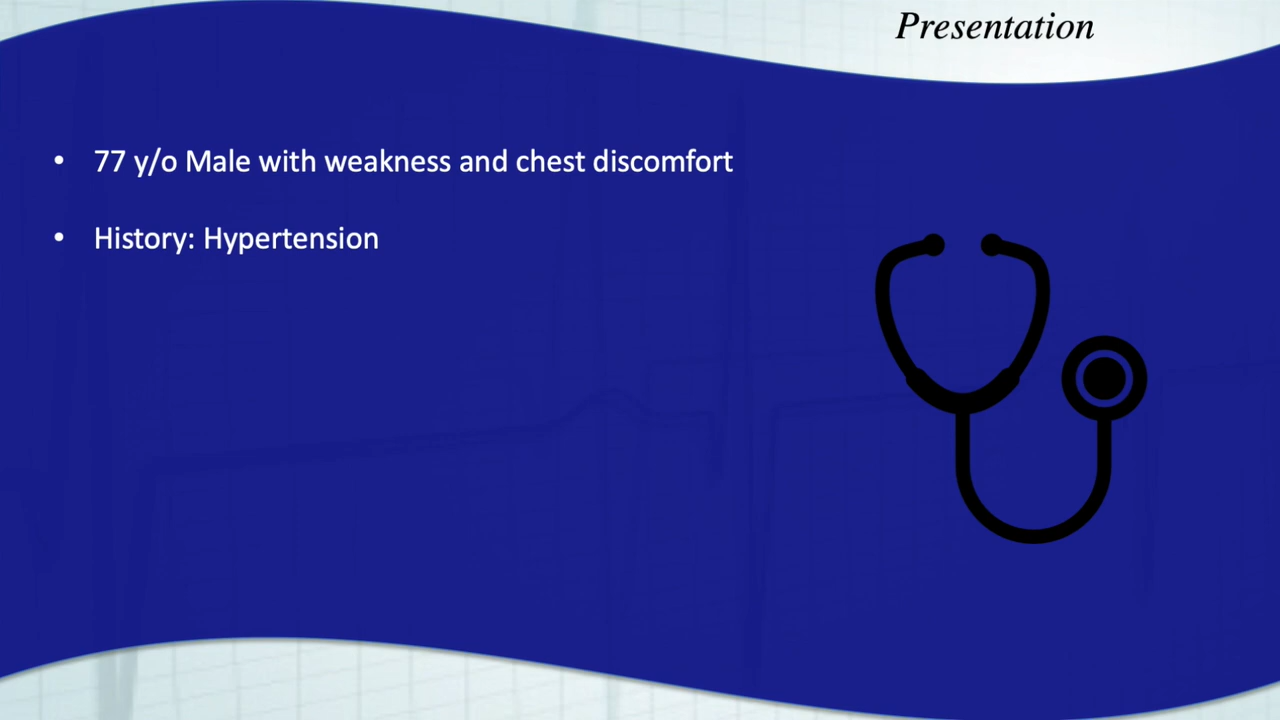 Presentation
• 77 y/o Male with weakness and chest discomfort
• History: Hypertension